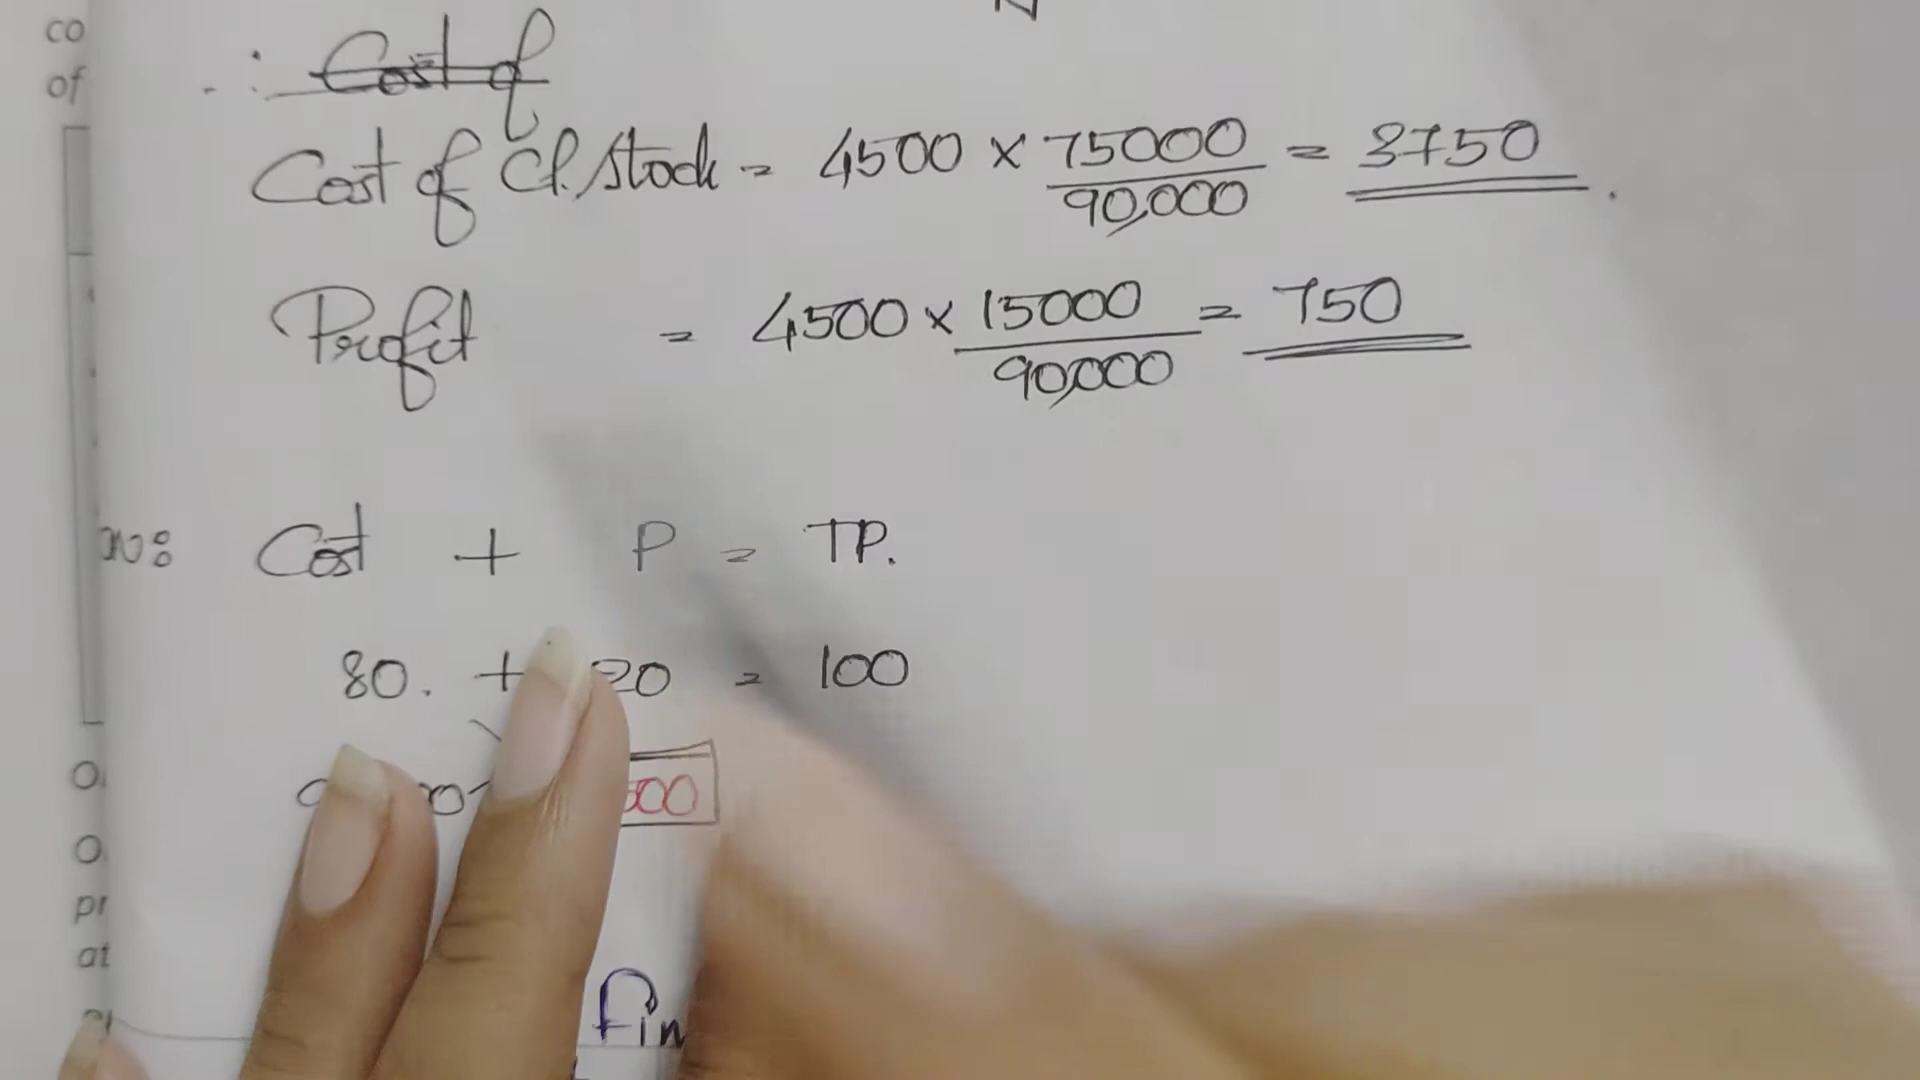 co
of
∴ Cost of
Cost of Cl. Stock = 4500 × 75000/90,000 = 3750
Profit = 4500 × 15000/90,000 = 750
Cost + P = TP.
80. + 20 = 100
pr
at
fin